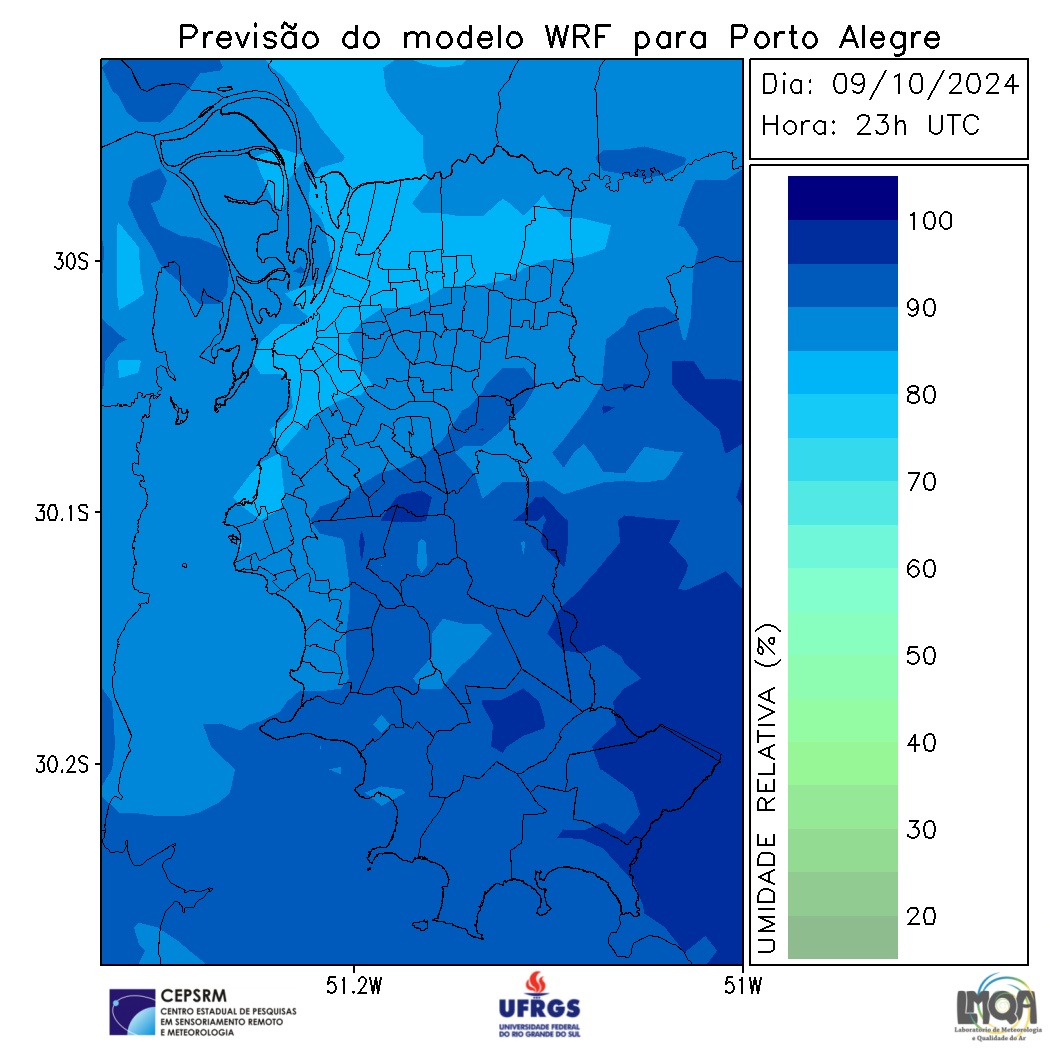 Previsão do modelo WRF para Porto Alegre
Dia: 09/10/2024
Hora: 23h UTC
100
90
80
70
60
50
40
30
20
UMIDADE RELATIVA (%)
30S
30.1S
30.2S
51.2W
51W
CEPSRM
CENTRO ESTADUAL DE PESQUISAS
EM SENSORIAMENTO REMOTO
E METEOROLOGIA
UFRGS
UNIVERSIDADE FEDERAL
DO RIO GRANDE DO SUL
LMQA
Laboratório de Meteorologia
e Qualidade do Ar